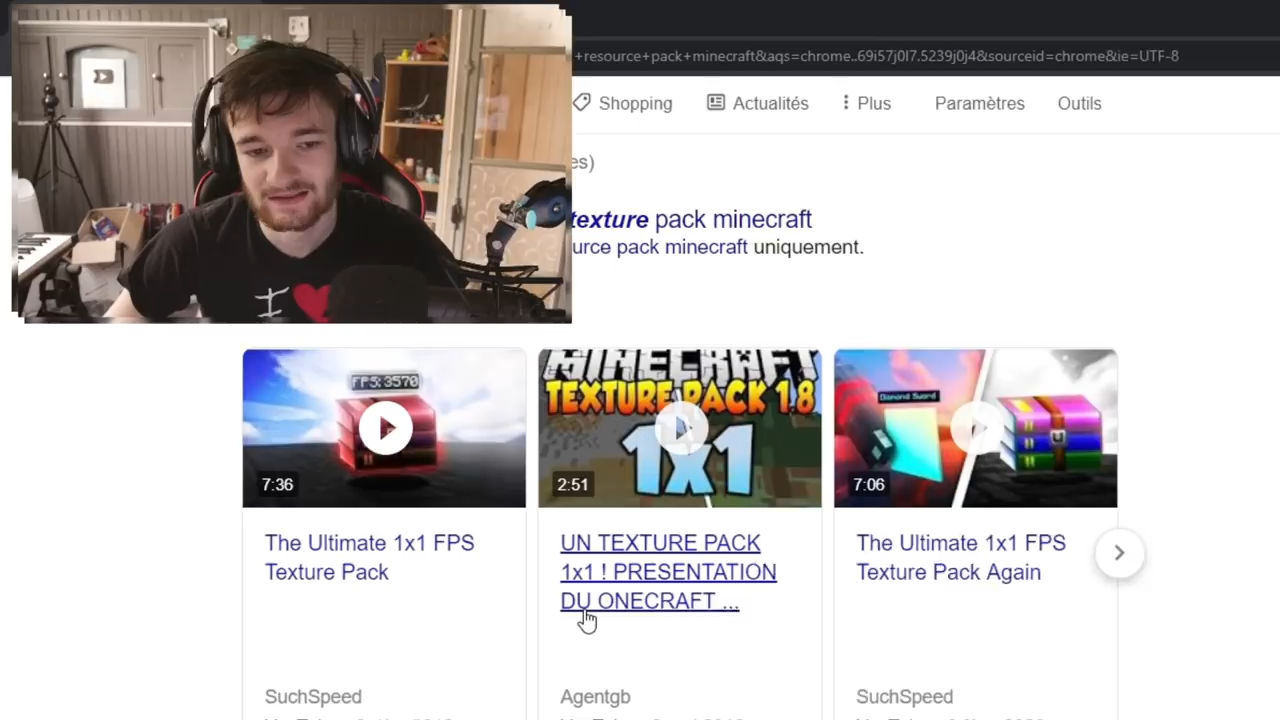 +resource+pack+minecraft&aqs=chrome..69i57j0l7.5239j0j4&sourceid=chrome&ie=UTF-8
Shopping Actualités Plus Paramètres Outils
es)
texture pack minecraft
urce pack minecraft uniquement.
I
FPS:3570
7:36
MINECRAFT
TEXTURE PACK 1.8
1x1
2:51
Diamond Sword
7:06
The Ultimate 1x1 FPS
Texture Pack
UN TEXTURE PACK
1x1 ! PRESENTATION
DU ONECRAFT ...
The Ultimate 1x1 FPS
Texture Pack Again
SuchSpeed
Agentgb
SuchSpeed